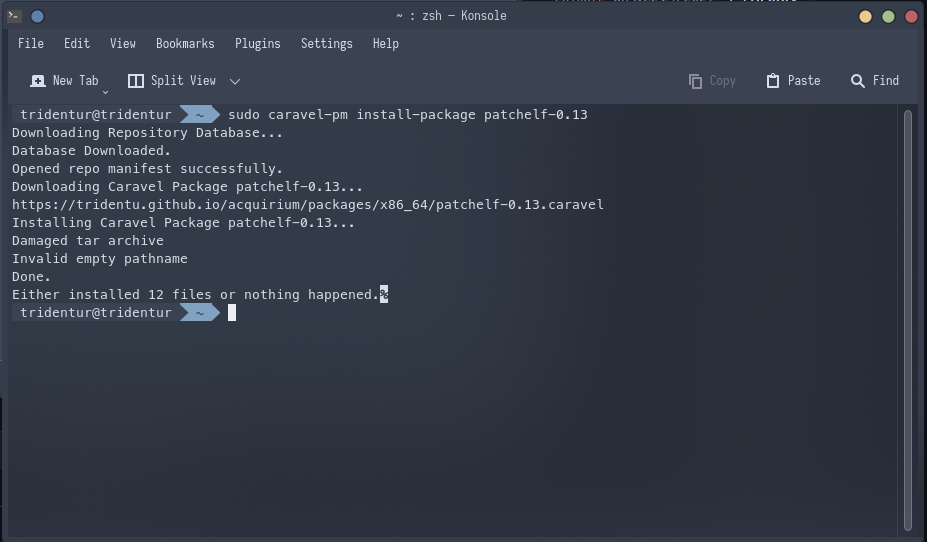 ~ : zsh — Konsole
File Edit View Bookmarks Plugins Settings Help
New Tab Split View Copy Paste Find
tridentur@tridentur ~ sudo caravel-pm install-package patchelf-0.13
Downloading Repository Database...
Database Downloaded.
Opened repo manifest successfully.
Downloading Caravel Package patchelf-0.13...
https://tridentu.github.io/acquirium/packages/x86_64/patchelf-0.13.caravel
Installing Caravel Package patchelf-0.13...
Damaged tar archive
Invalid empty pathname
Done.
Either installed 12 files or nothing happened.%
tridentur@tridentur ~